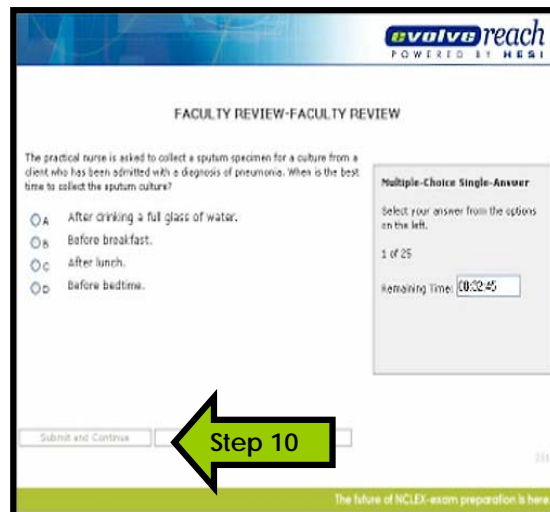 evolve reach
POWERED BY HESI
FACULTY REVIEW-FACULTY REVIEW
The practical nurse is asked to collect a sputum specimen for a culture from a
client who has been admitted with a diagnosis of pneumonia. When is the best
time to collect the sputum culture?
A After drinking a full glass of water.
B Before breakfast.
C After lunch.
D Before bedtime.
Multiple-Choice Single-Answer
Select your answer from the options
on the left.
1 of 25
Remaining Time: 00:02:45
Submit and Continue
Step 10
The future of NCLEX-exam preparation is here